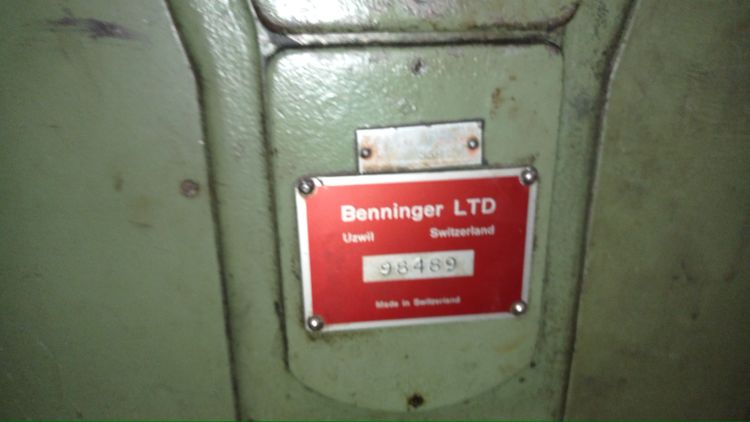 Benninger LTD
Uzwil Switzerland
98489
Made in Switzerland